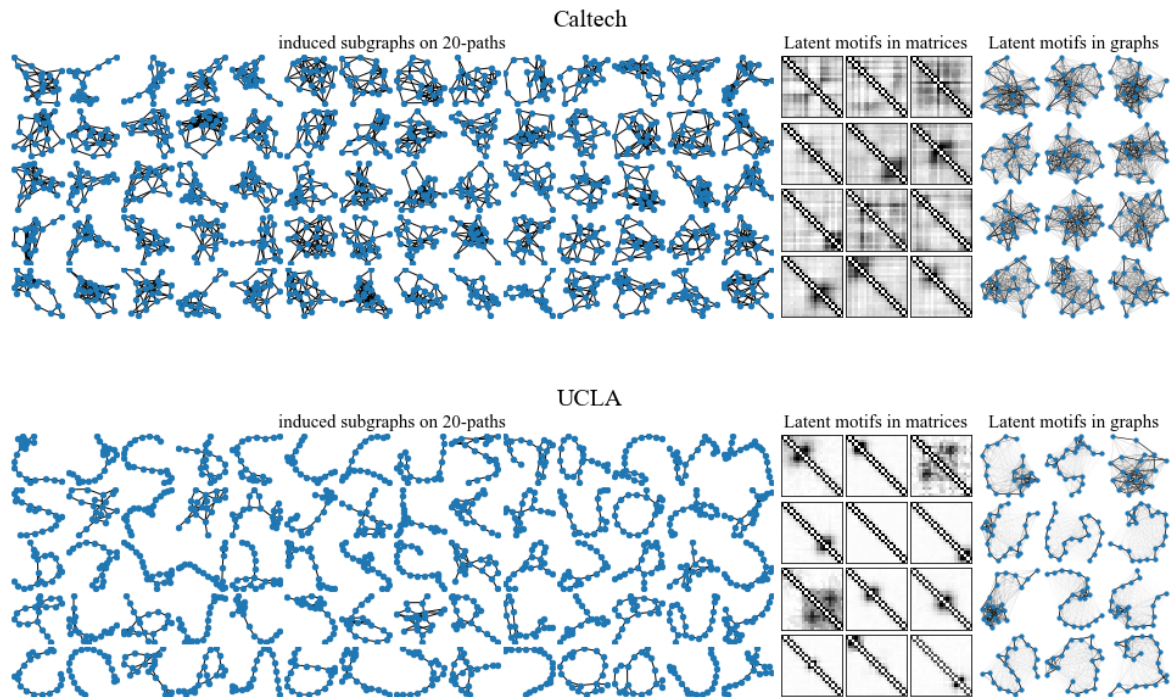 Caltech
induced subgraphs on 20-paths
Latent motifs in matrices
Latent motifs in graphs
UCLA
induced subgraphs on 20-paths
Latent motifs in matrices
Latent motifs in graphs